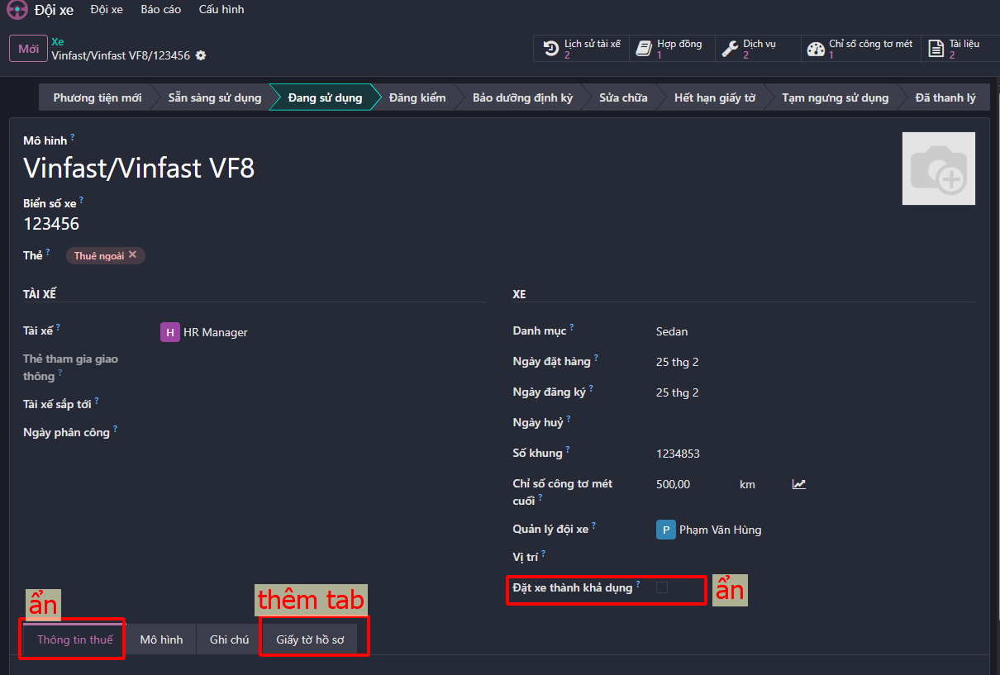 Đội xe Đội xe Báo cáo Cấu hình
Mới
Xe
Vinfast/Vinfast VF8/123456
Lịch sử tài xế
2
Hợp đồng
1
Dịch vụ
2
Chỉ số công tơ mét
1
Tài liệu
2
Phương tiện mới Sẵn sàng sử dụng Đang sử dụng Đăng kiểm Bảo dưỡng định kỳ Sửa chữa Hết hạn giấy tờ Tạm ngưng sử dụng Đã thanh lý
Mô hình ?
Vinfast/Vinfast VF8
Biển số xe ?
123456
Thẻ ? Thuê ngoài ✕
TÀI XẾ
Tài xế ? H HR Manager
Thẻ tham gia giao
thông ?
Tài xế sắp tới ?
Ngày phân công ?
XE
Danh mục ? Sedan
Ngày đặt hàng ? 25 thg 2
Ngày đăng ký ? 25 thg 2
Ngày huỷ ?
Số khung ? 1234853
Chỉ số công tơ mét
cuối ? 500,00 km
Quản lý đội xe ? P Phạm Văn Hùng
Vị trí ?
Đặt xe thành khả dụng ? ẩn
ẩn
thêm tab
Thông tin thuế Mô hình Ghi chú Giấy tờ hồ sơ